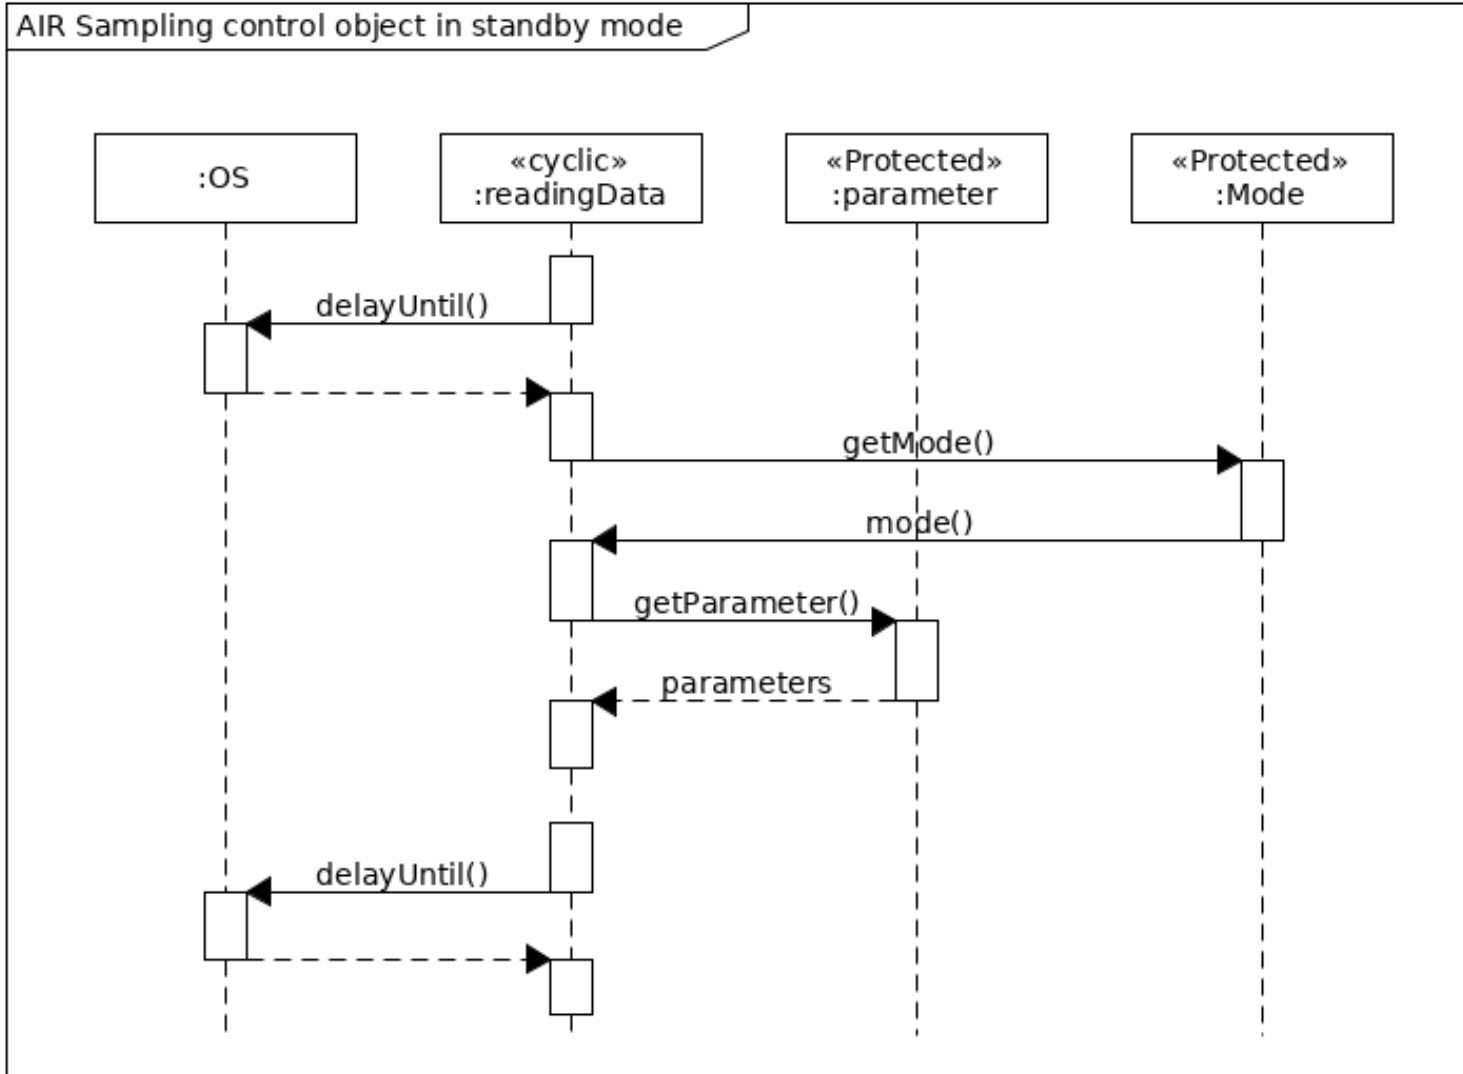 AIR Sampling control object in standby mode
:OS
«cyclic»
:readingData
«Protected»
:parameter
«Protected»
:Mode
delayUntil()
getMode()
mode()
getParameter()
parameters
delayUntil()